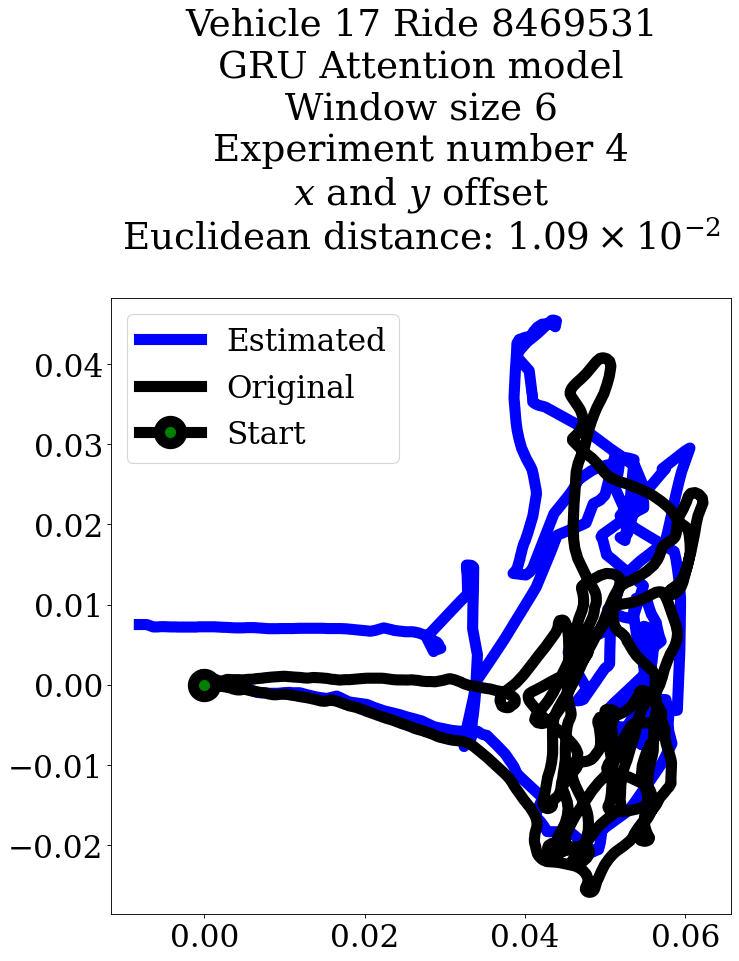 Vehicle 17 Ride 8469531
GRU Attention model
Window size 6
Experiment number 4
x and y offset
Euclidean distance: 1.09 × 10⁻²
Estimated
Original
Start
0.04
0.03
0.02
0.01
0.00
−0.01
−0.02
0.00 0.02 0.04 0.06